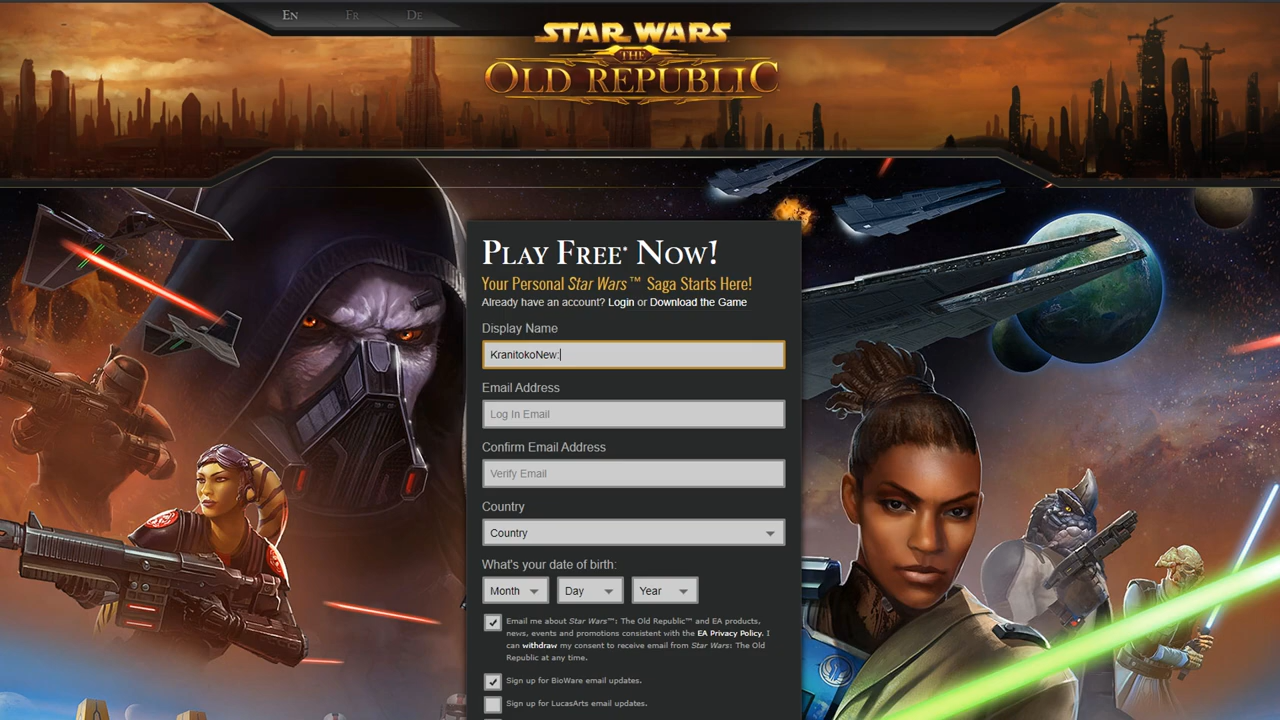 En Fr De
STAR WARS
THE
OLD REPUBLIC
Play Free* Now!
Your Personal Star Wars™ Saga Starts Here!
Already have an account? Login or Download the Game
Display Name
KranitokoNew:
Email Address
Log In Email
Confirm Email Address
Verify Email
Country
Country
What's your date of birth:
Month Day Year
Email me about Star Wars™: The Old Republic™ and EA products,
news, events and promotions consistent with the EA Privacy Policy. I
can withdraw my consent to receive email from Star Wars: The Old
Republic at any time.
Sign up for BioWare email updates.
Sign up for LucasArts email updates.